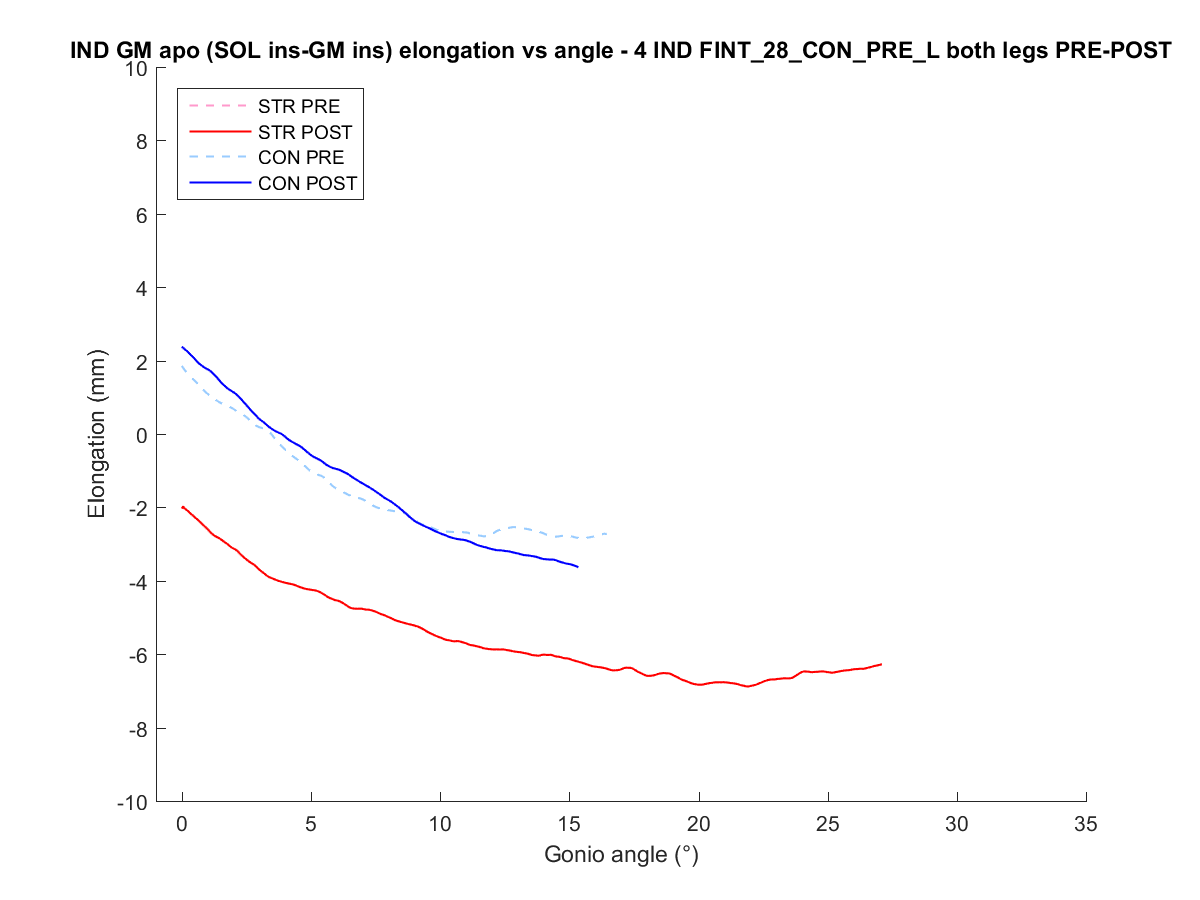 IND GM apo (SOL ins-GM ins) elongation vs angle - 4 IND FINT_28_CON_PRE_L both legs PRE-POST
STR PRE
STR POST
CON PRE
CON POST
10
8
6
4
2
0
-2
-4
-6
-8
-10
Elongation (mm)
0 5 10 15 20 25 30 35
Gonio angle (°)